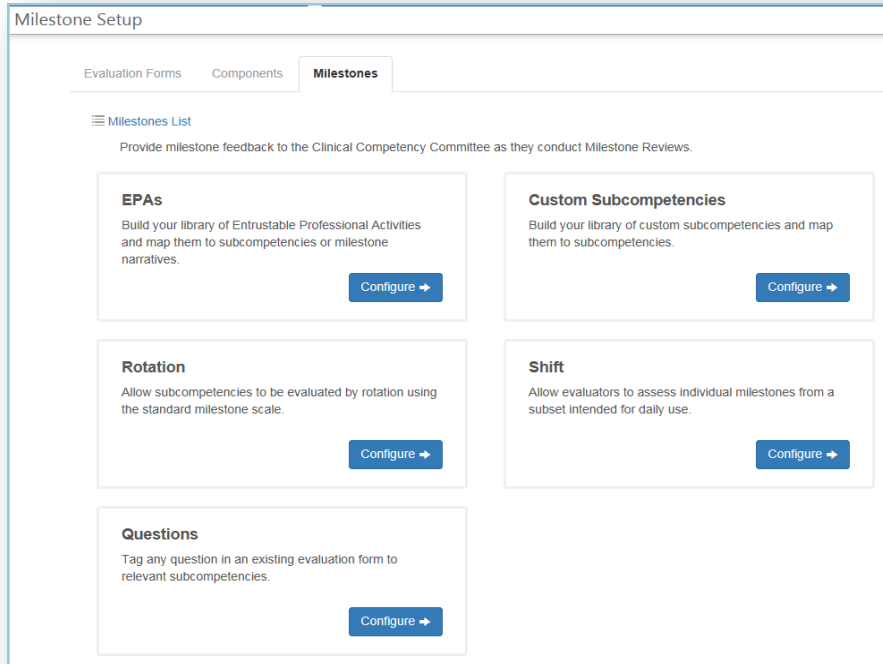 Milestone Setup
Evaluation Forms
Components
Milestones
Milestones List
Provide milestone feedback to the Clinical Competency Committee as they conduct Milestone Reviews.
EPAs
Build your library of Entrustable Professional Activities
and map them to subcompetencies or milestone
narratives.
Configure
Custom Subcompetencies
Build your library of custom subcompetencies and map
them to subcompetencies.
Configure
Rotation
Allow subcompetencies to be evaluated by rotation using
the standard milestone scale.
Configure
Shift
Allow evaluators to assess individual milestones from a
subset intended for daily use.
Configure
Questions
Tag any question in an existing evaluation form to
relevant subcompetencies.
Configure